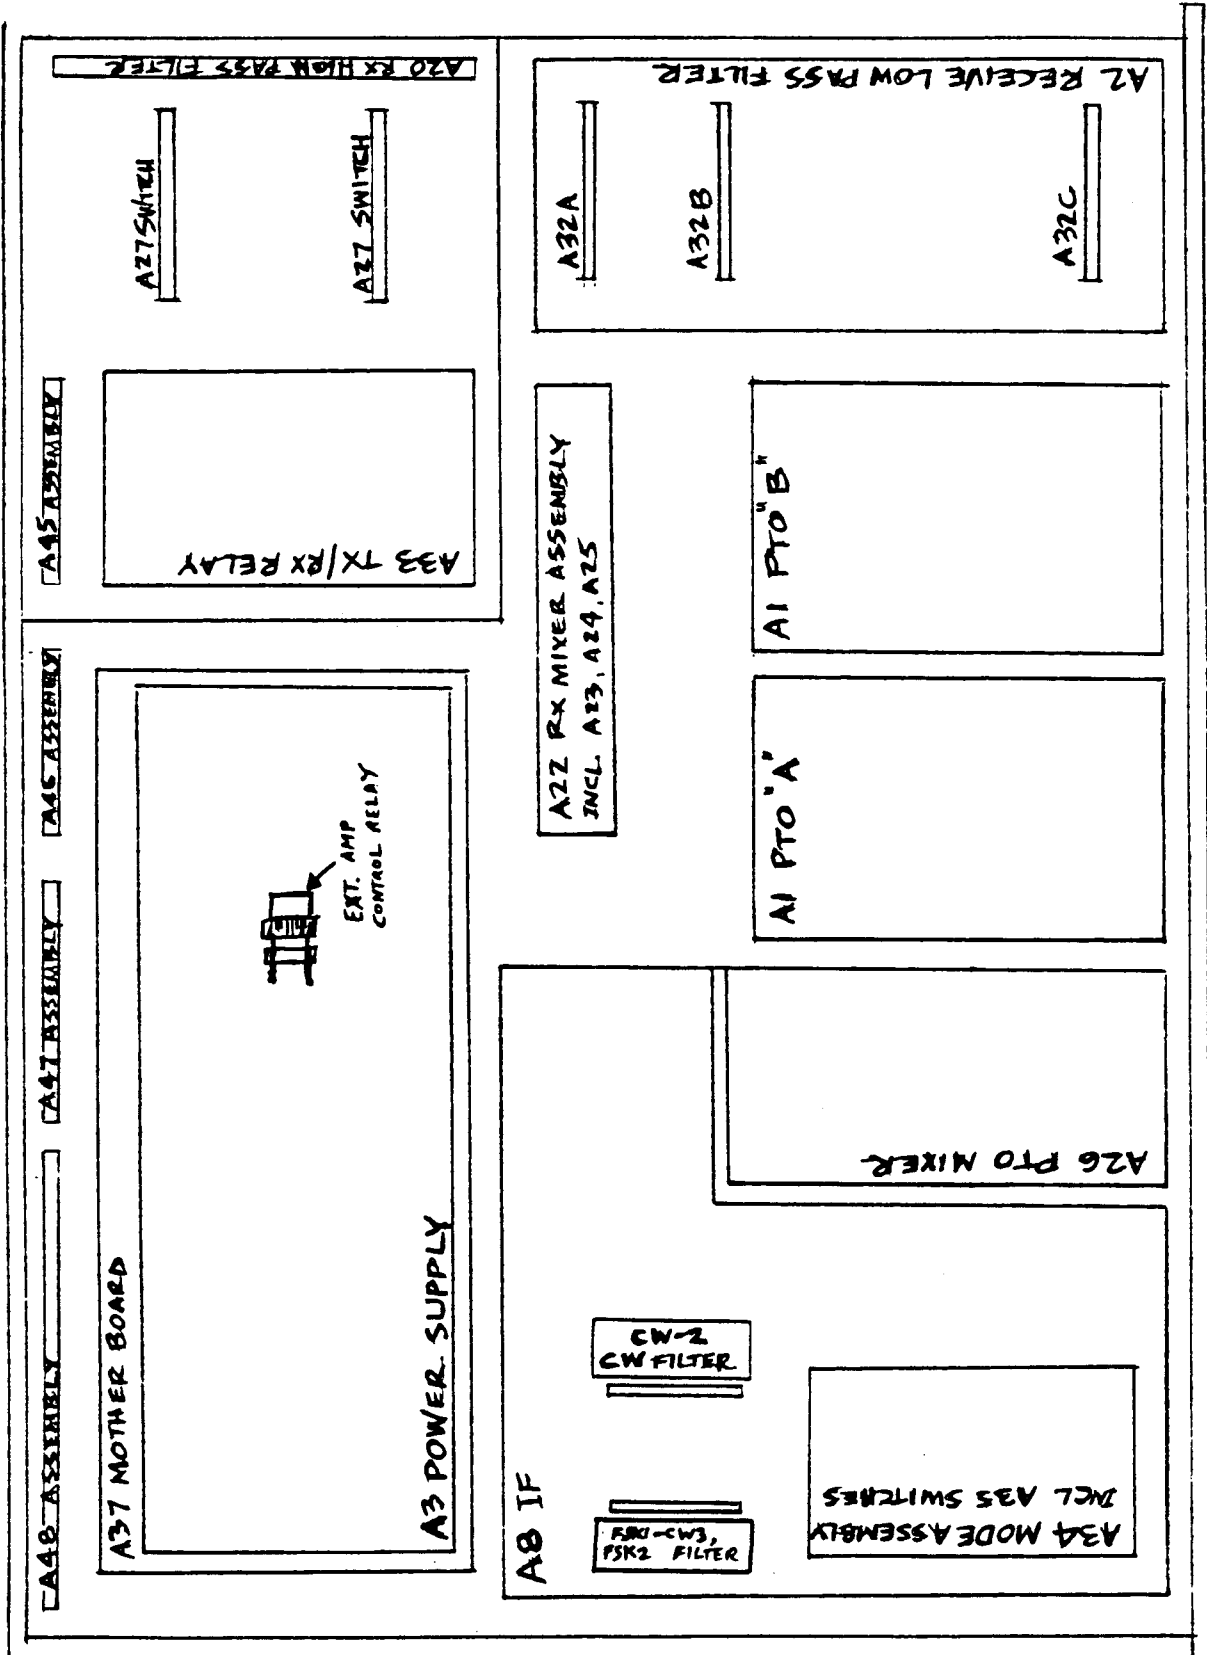 A20 RX HIGH PASS FILTER
A27 SWITCH
A27 SWITCH
A45 ASSEMBLY
A33 TX/RX RELAY
A2 RECEIVE LOW PASS FILTER
A32A
A32B
A32C
A46 ASSEMBLY
A47 ASSEMBLY
A48 ASSEMBLY
A37 MOTHER BOARD
EXT. AMP
CONTROL RELAY
A3 POWER SUPPLY
A22 RX MIXER ASSEMBLY
INCL. A23, A24, A25
A1 PTO "B"
A1 PTO "A"
A26 PTO MIXER
A8 IF
CW-2
CW FILTER
FSK1-CW3,
FSK2 FILTER
A34 MODE ASSEMBLY
INCL A35 SWITCHES